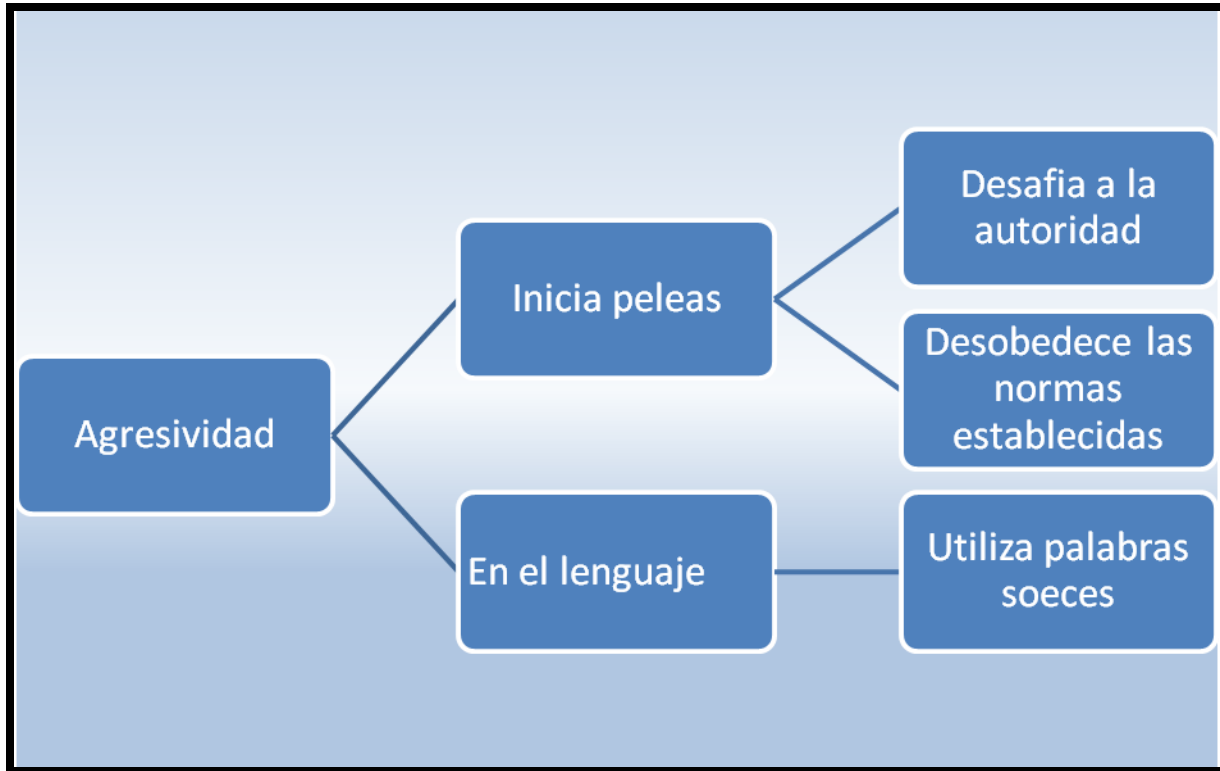 Agresividad
Inicia peleas
Desafia a la
autoridad
Desobedece las
normas
establecidas
En el lenguaje
Utiliza palabras
soeces